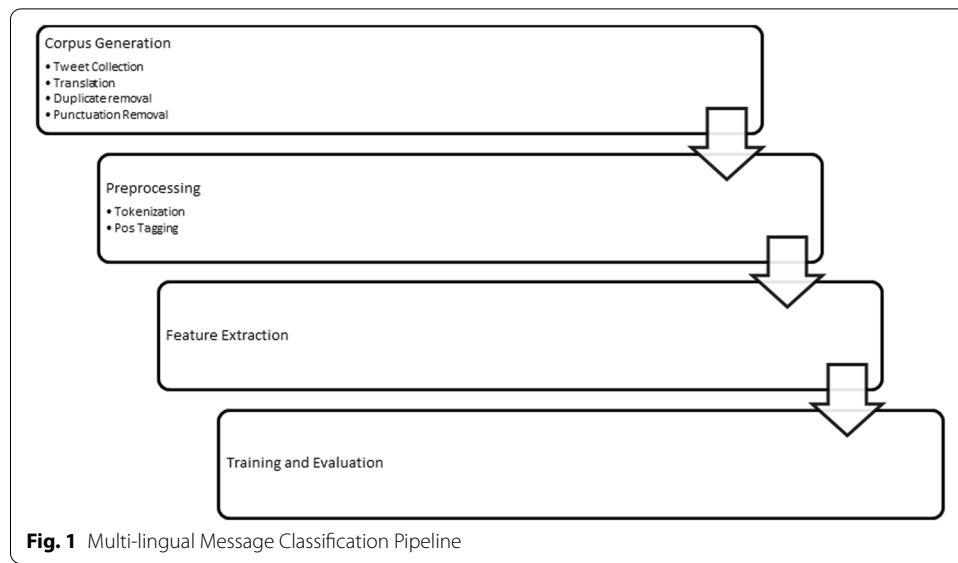 Corpus Generation
• Tweet Collection
• Translation
• Duplicate removal
• Punctuation Removal
Preprocessing
• Tokenization
• Pos Tagging
Feature Extraction
Training and Evaluation
Fig. 1 Multi-lingual Message Classification Pipeline